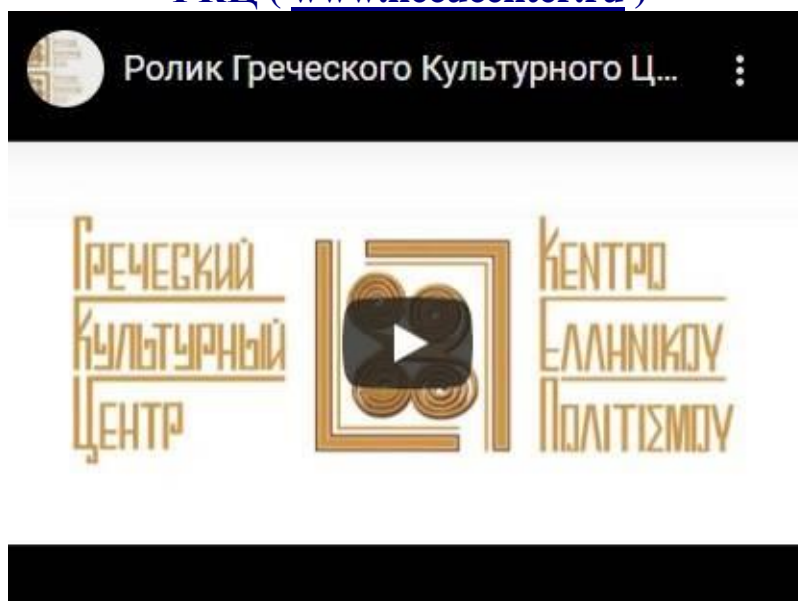 Ролик Греческого Культурного Ц...
ГРЕЧЕСКИЙ
КУЛЬТУРНЫЙ
ЦЕНТР
ΚΕΝΤΡΟ
ΕΛΛΗΝΙΚΟΥ
ΠΟΛΙΤΙΣΜΟΥ